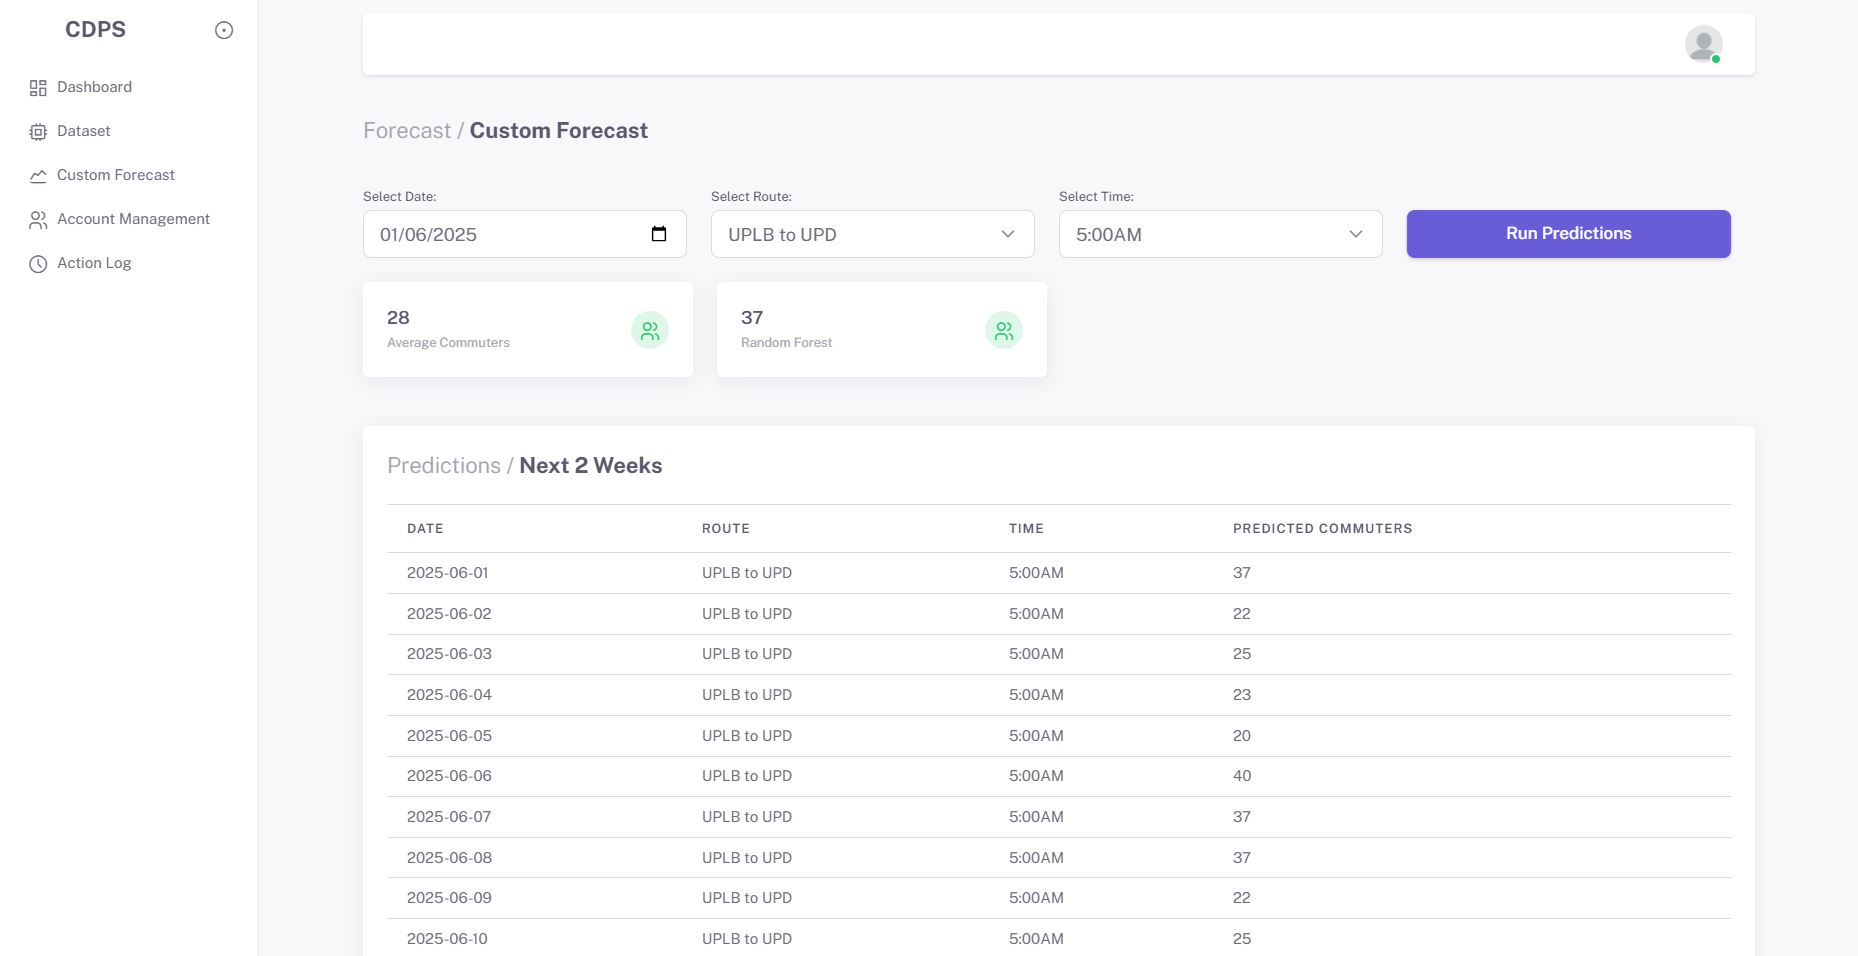 CDPS
Dashboard
Dataset
Custom Forecast
Account Management
Action Log
Forecast / Custom Forecast
Select Date:
Select Route:
Select Time:
01/06/2025
UPLB to UPD
5:00AM
Run Predictions
28
Average Commuters
37
Random Forest
Predictions / Next 2 Weeks
DATE ROUTE TIME PREDICTED COMMUTERS
2025-06-01 UPLB to UPD 5:00AM 37
2025-06-02 UPLB to UPD 5:00AM 22
2025-06-03 UPLB to UPD 5:00AM 25
2025-06-04 UPLB to UPD 5:00AM 23
2025-06-05 UPLB to UPD 5:00AM 20
2025-06-06 UPLB to UPD 5:00AM 40
2025-06-07 UPLB to UPD 5:00AM 37
2025-06-08 UPLB to UPD 5:00AM 37
2025-06-09 UPLB to UPD 5:00AM 22
2025-06-10 UPLB to UPD 5:00AM 25